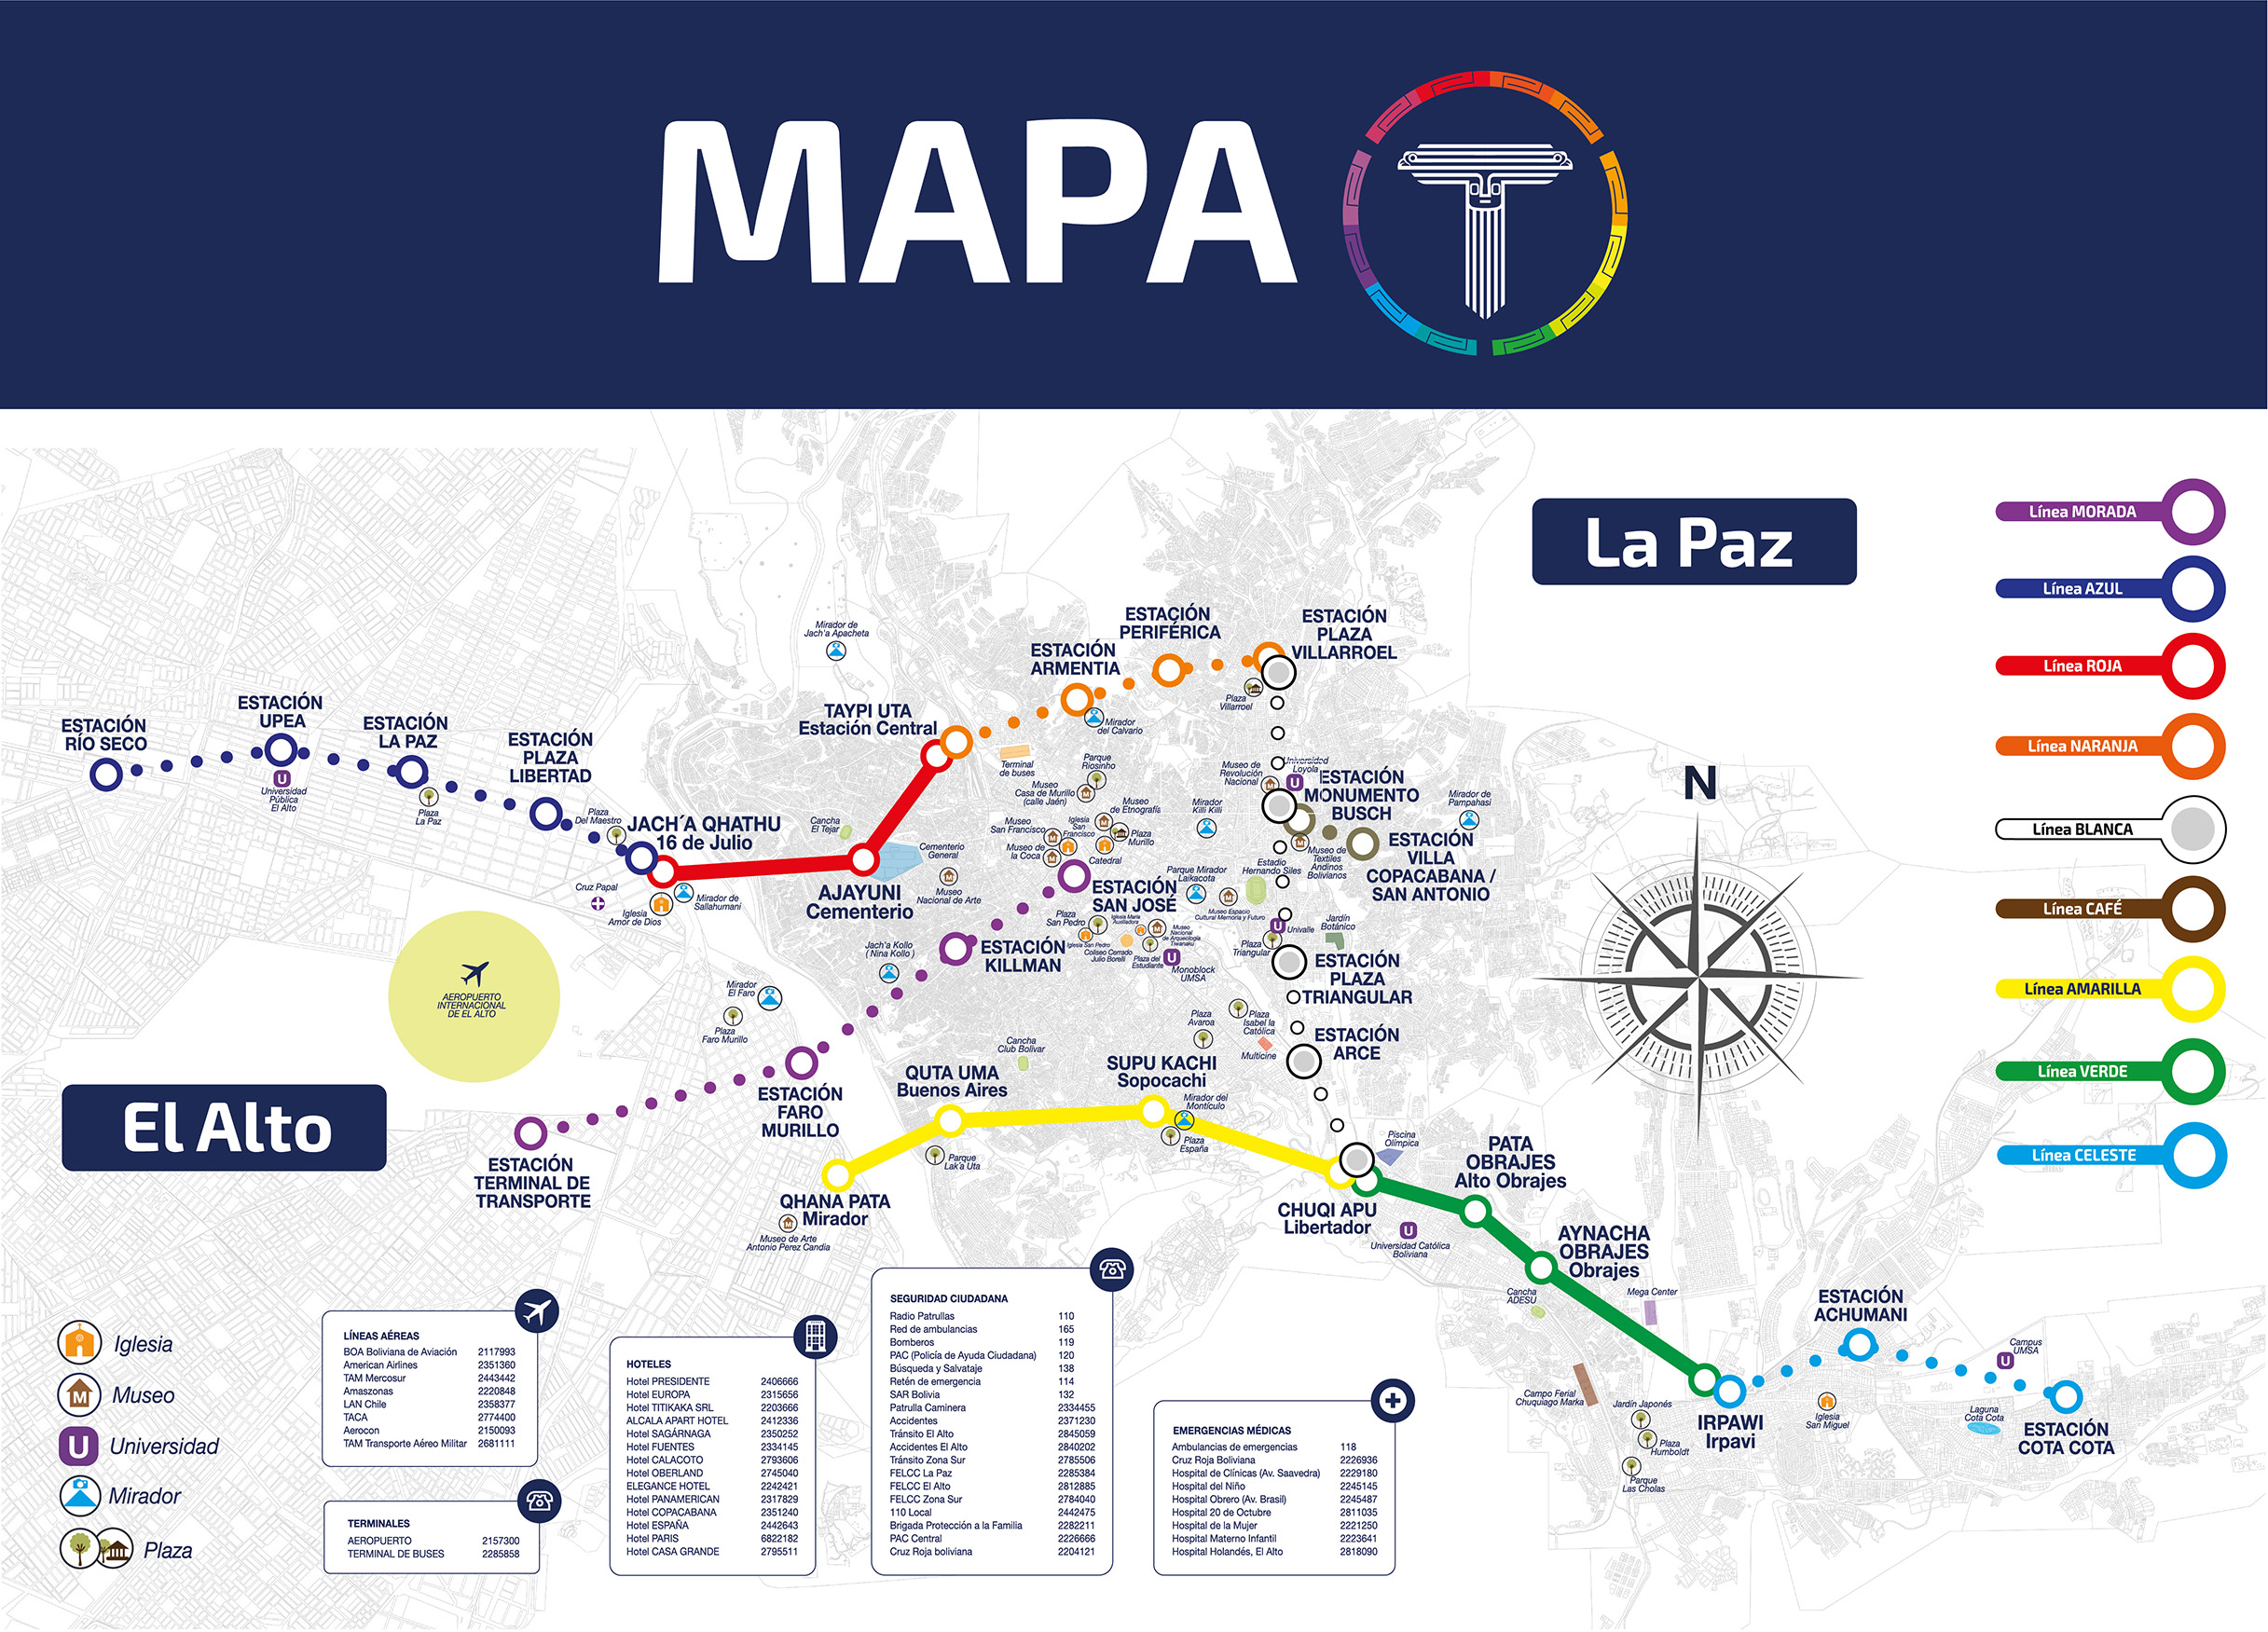 MAPA
La Paz
El Alto
N
Línea MORADA
Línea AZUL
Línea ROJA
Línea NARANJA
Línea BLANCA
Línea CAFÉ
Línea AMARILLA
Línea VERDE
Línea CELESTE
ESTACIÓN
RÍO SECO
ESTACIÓN
UPEA
Universidad
Pública
El Alto
ESTACIÓN
LA PAZ
Plaza
La Paz
ESTACIÓN
PLAZA
LIBERTAD
Plaza
Del Maestro
JACH´A QHATHU
16 de Julio
Cruz Papal
Iglesia
Amor de Dios
Mirador de
Sallahumani
AEROPUERTO
INTERNACIONAL
DE EL ALTO
Mirador de
Jach'a Apacheta
TAYPI UTA
Estación Central
Cancha
El Tejar
AJAYUNI
Cementerio
Cementerio
General
Museo
Nacional de Arte
Terminal
de buses
ESTACIÓN
ARMENTIA
Mirador
del Calvario
ESTACIÓN
PERIFÉRICA
ESTACIÓN
PLAZA
VILLARROEL
Plaza
Villarroel
Parque
Riosinho
Museo
Casa de Murillo
(calle Jaén)
Museo
de Etnografía
Museo
San Francisco
Iglesia
San
Francisco
Plaza
Murillo
Museo de
la Coca
Catedral
Mirador
Killi Killi
Museo de
Revolución
Nacional
Universidad
Loyola
ESTACIÓN
MONUMENTO
BUSCH
Mirador de
Pampahasi
ESTACIÓN
VILLA
COPACABANA /
SAN ANTONIO
Museo de
Textiles
Andinos
Bolivianos
Estadio
Hernando Siles
Parque Mirador
Laikacota
Museo Espacio
Cultural Memoria y Futuro
ESTACIÓN
SAN JOSÉ
Plaza
San Pedro
Iglesia San Pedro
Iglesia María
Auxiliadora
Coliseo Cerrado
Julio Borelli
Plaza del
Estudiante
Museo
Nacional
de Arqueología
Tiwanaku
Monoblock
UMSA
Univalle
Plaza
Triangular
Jardín
Botánico
ESTACIÓN
PLAZA
TRIANGULAR
ESTACIÓN
KILLMAN
Jach'a Kollo
( Nina Kollo )
Mirador
El Faro
Plaza
Faro Murillo
ESTACIÓN
FARO
MURILLO
ESTACIÓN
TERMINAL DE
TRANSPORTE
Plaza
Avaroa
Plaza
Isabel la
Católica
Multicine
ESTACIÓN
ARCE
Cancha
Club Bolivar
QUTA UMA
Buenos Aires
Parque
Lak'a Uta
SUPU KACHI
Sopocachi
Mirador del
Montículo
Plaza
España
QHANA PATA
Mirador
Museo de Arte
Antonio Perez Candia
Piscina
Olímpica
CHUQI APU
Libertador
Universidad Católica
Boliviana
PATA
OBRAJES
Alto Obrajes
AYNACHA
OBRAJES
Obrajes
Cancha
ADESU
Mega Center
Campo Ferial
Chuquiago Marka
Jardín Japonés
Plaza
Humboldt
Parque
Las Cholas
IRPAWI
Irpavi
ESTACIÓN
ACHUMANI
Iglesia
San Miguel
Campus
UMSA
Laguna
Cota Cota
ESTACIÓN
COTA COTA
Iglesia
M
Museo
U
Universidad
Mirador
Plaza
LÍNEAS AÉREAS
BOA Boliviana de Aviación 2117993
American Airlines 2351360
TAM Mercosur 2443442
Amaszonas 2220848
LAN Chile 2358377
TACA 2774400
Aerocon 2150093
TAM Transporte Aéreo Militar 2681111
TERMINALES
AEROPUERTO 2157300
TERMINAL DE BUSES 2285858
HOTELES
Hotel PRESIDENTE 2406666
Hotel EUROPA 2315656
Hotel TITIKAKA SRL 2203666
ALCALA APART HOTEL 2412336
Hotel SAGÁRNAGA 2350252
Hotel FUENTES 2334145
Hotel CALACOTO 2793606
Hotel OBERLAND 2745040
ELEGANCE HOTEL 2242421
Hotel PANAMERICAN 2317829
Hotel COPACABANA 2351240
Hotel ESPAÑA 2442643
Hotel PARIS 6822182
Hotel CASA GRANDE 2795511
SEGURIDAD CIUDADANA
Radio Patrullas 110
Red de ambulancias 165
Bomberos 119
PAC (Policía de Ayuda Ciudadana) 120
Búsqueda y Salvataje 138
Retén de emergencia 114
SAR Bolivia 132
Patrulla Caminera 2334455
Accidentes 2371230
Tránsito El Alto 2845059
Accidentes El Alto 2840202
Tránsito Zona Sur 2785506
FELCC La Paz 2285384
FELCC El Alto 2812885
FELCC Zona Sur 2784040
110 Local 2442475
Brigada Protección a la Familia 2282211
PAC Central 2226666
Cruz Roja boliviana 2204121
EMERGENCIAS MÉDICAS
Ambulancias de emergencias 118
Cruz Roja Boliviana 2226936
Hospital de Clínicas (Av. Saavedra) 2229180
Hospital del Niño 2245145
Hospital Obrero (Av. Brasil) 2245487
Hospital 20 de Octubre 2811035
Hospital de la Mujer 2221250
Hospital Materno Infantil 2223641
Hospital Holandés, El Alto 2818090